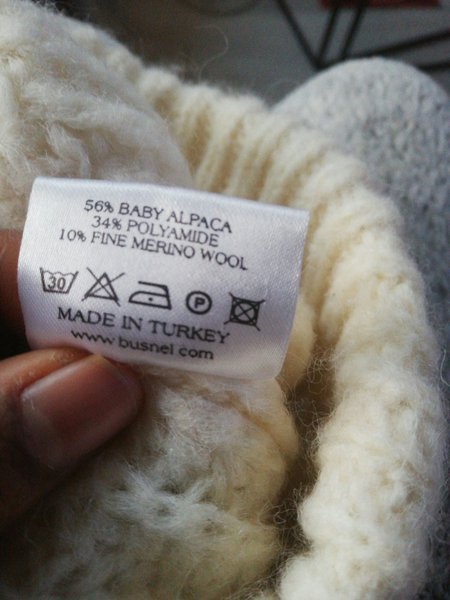 56% BABY ALPACA
34% POLYAMIDE
10% FINE MERINO WOOL
30 P
MADE IN TURKEY
www.busnel.com